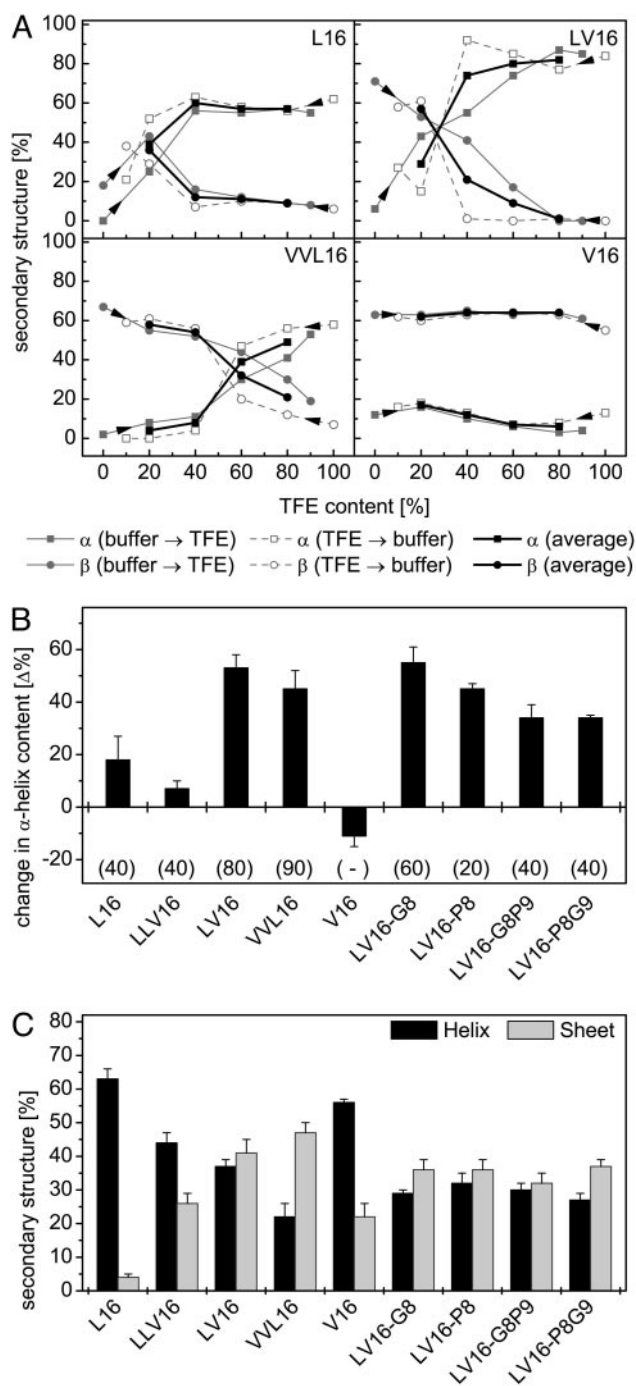 A
L16
LV16
100
80
60
40
20
0
secondary structure [%]
VVL16
V16
100
80
60
40
20
0
0 20 40 60 80 100 0 20 40 60 80 100
TFE content [%]
α (buffer → TFE) α (TFE → buffer) α (average)
β (buffer → TFE) β (TFE → buffer) β (average)
B
change in α-helix content [Δ%]
60
40
20
0
-20
(40) (40) (80) (90) (-) (60) (20) (40) (40)
L16 LLV16 LV16 VVL16 V16 LV16-G8 LV16-P8 LV16-G8P9 LV16-P8G9
C
Helix Sheet
secondary structure [%]
80
70
60
50
40
30
20
10
0
L16 LLV16 LV16 VVL16 V16 LV16-G8 LV16-P8 LV16-G8P9 LV16-P8G9